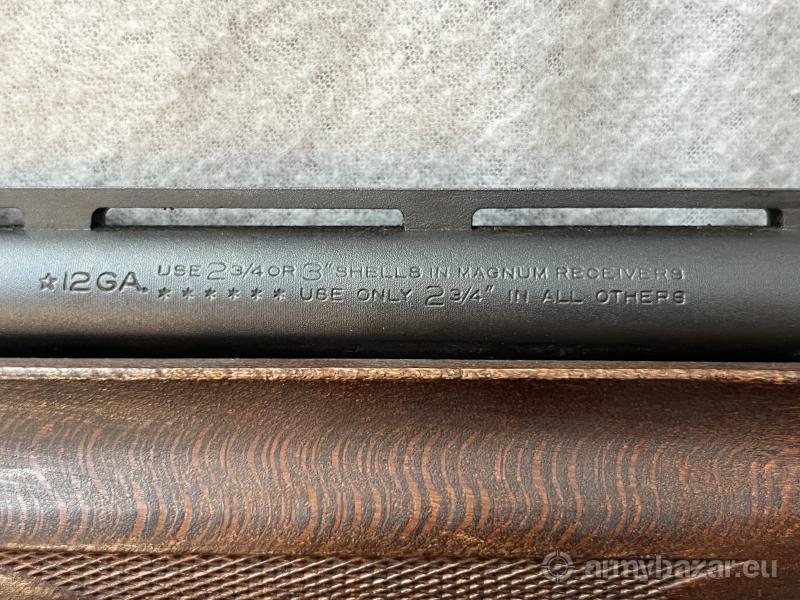 ☆12GA. USE 2 3/4 OR 3" SHELLS IN MAGNUM RECEIVERS
****** USE ONLY 2 3/4" IN ALL OTHERS
armybazar.eu